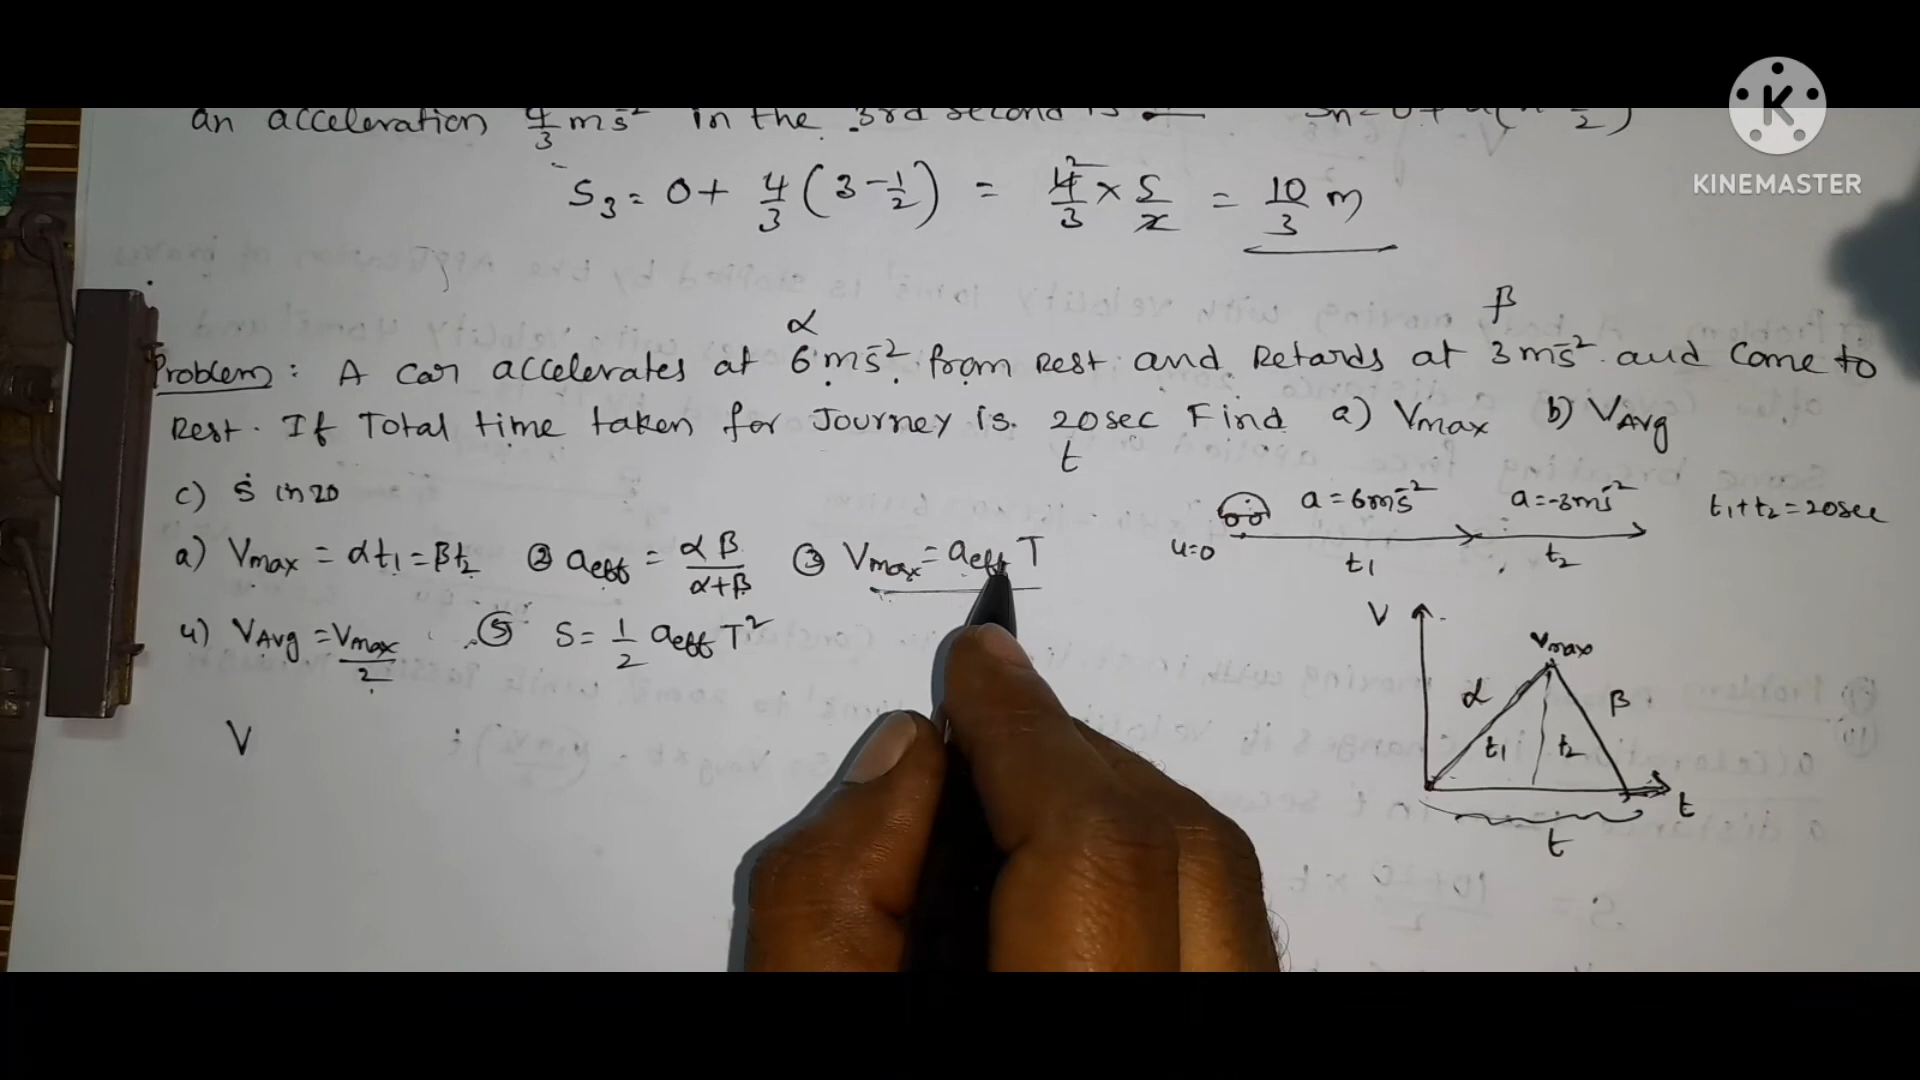 KINEMASTER
an acceleration 4/3 ms⁻² in the 3rd second is
S₃ = 0 + 4/3 (3 - 1/2) = 4/3 × 5/2 = 10/3 m
α β
Problem: A car accelerates at 6 ms⁻² from Rest and Retards at 3 ms⁻² and Come to
Rest. If Total time taken for Journey is 20sec Find a) Vmax b) VAvg
t
c) S in 20
a = 6ms⁻² a = -3ms⁻² t₁ + t₂ = 20sec
u=0 t₁ t₂
a) Vmax = αt₁ = βt₂ ② aeff = αβ/α+β ③ Vmax = aeff T
4) VAvg = Vmax/2 ⑤ S = 1/2 aeff T²
V
V Vmax
α β
t₁ t₂
t
t